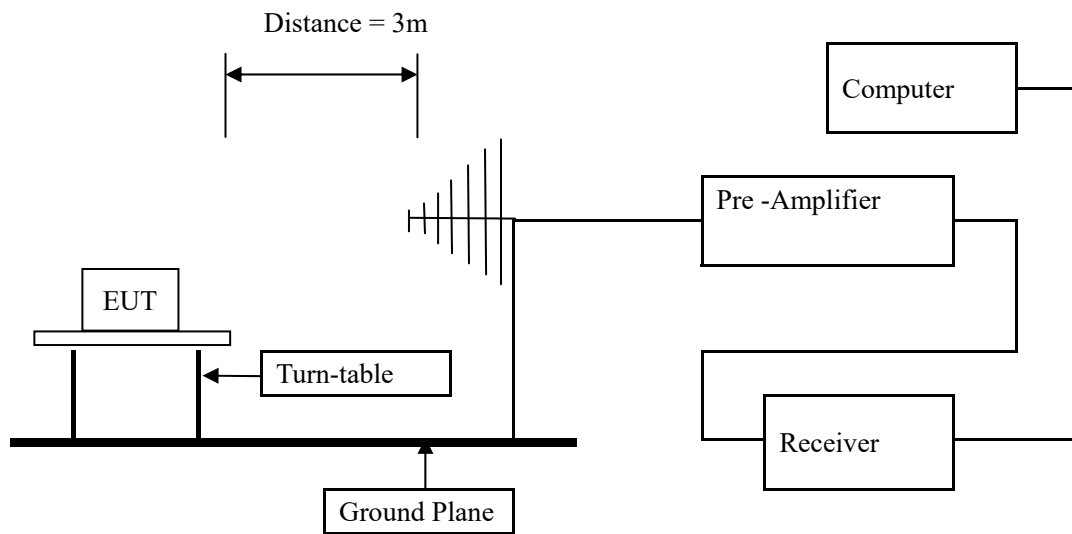 Distance = 3m
Computer
Pre -Amplifier
EUT
Turn-table
Receiver
Ground Plane